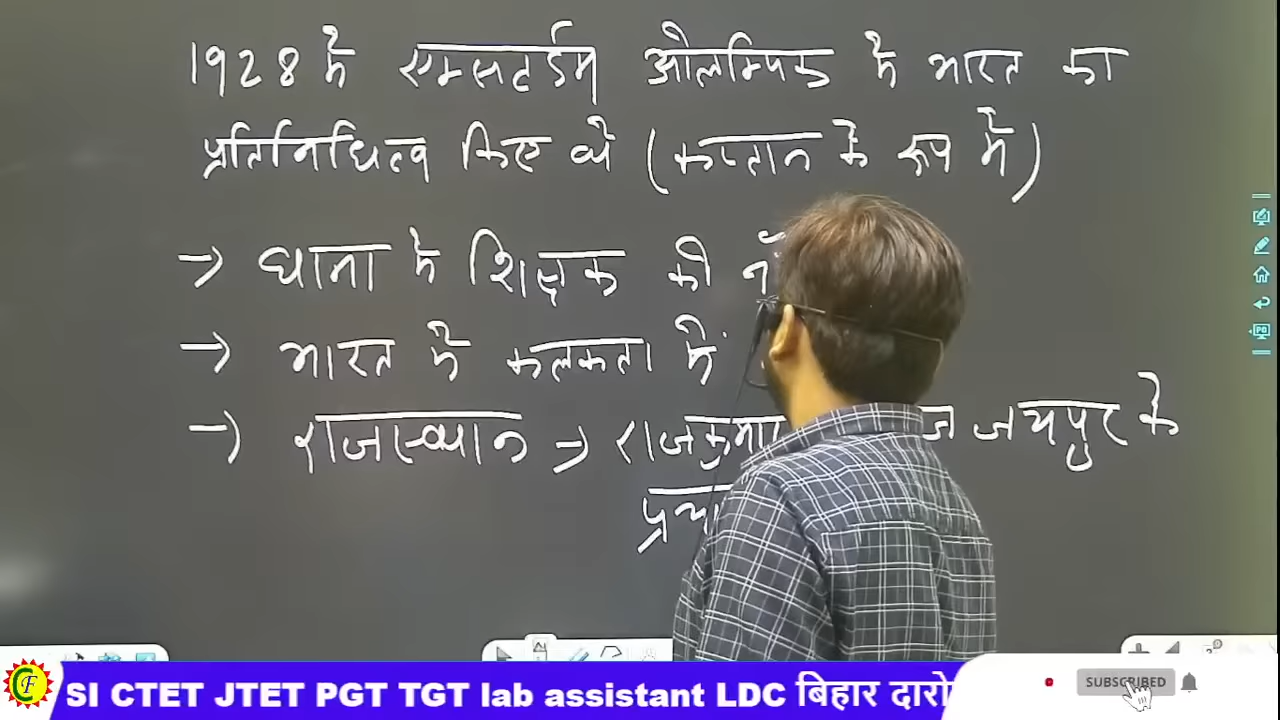 1928 में एम्सटर्डम ओलम्पिक में भारत का
प्रतिनिधित्व किए थे (कप्तान के रूप में)
→ घाना में शिक्षक की
→ भारत में कलकता में
→ राजस्थान ⇒ राजकुमार जयपुर के
SI CTET JTET PGT TGT lab assistant LDC बिहार दारो
SUBSCRIBED